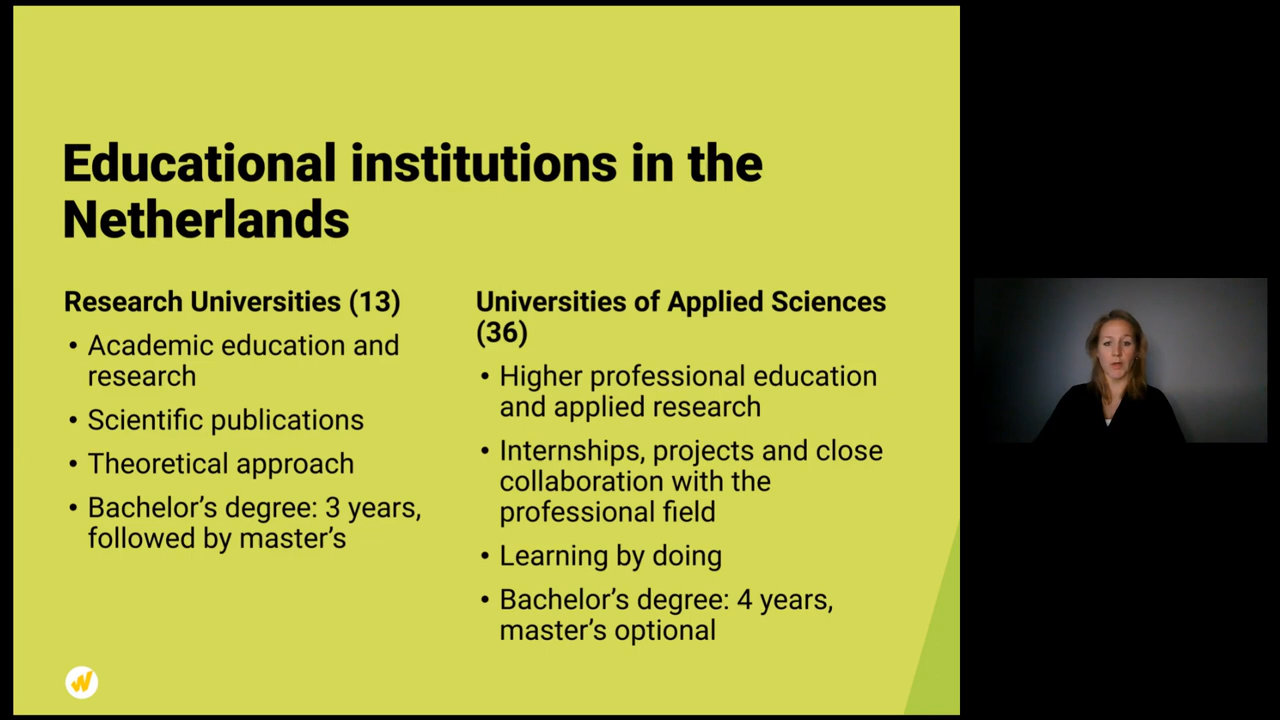 Educational institutions in the
Netherlands
Research Universities (13)
• Academic education and
research
• Scientific publications
• Theoretical approach
• Bachelor’s degree: 3 years,
followed by master’s
Universities of Applied Sciences
(36)
• Higher professional education
and applied research
• Internships, projects and close
collaboration with the
professional field
• Learning by doing
• Bachelor’s degree: 4 years,
master’s optional